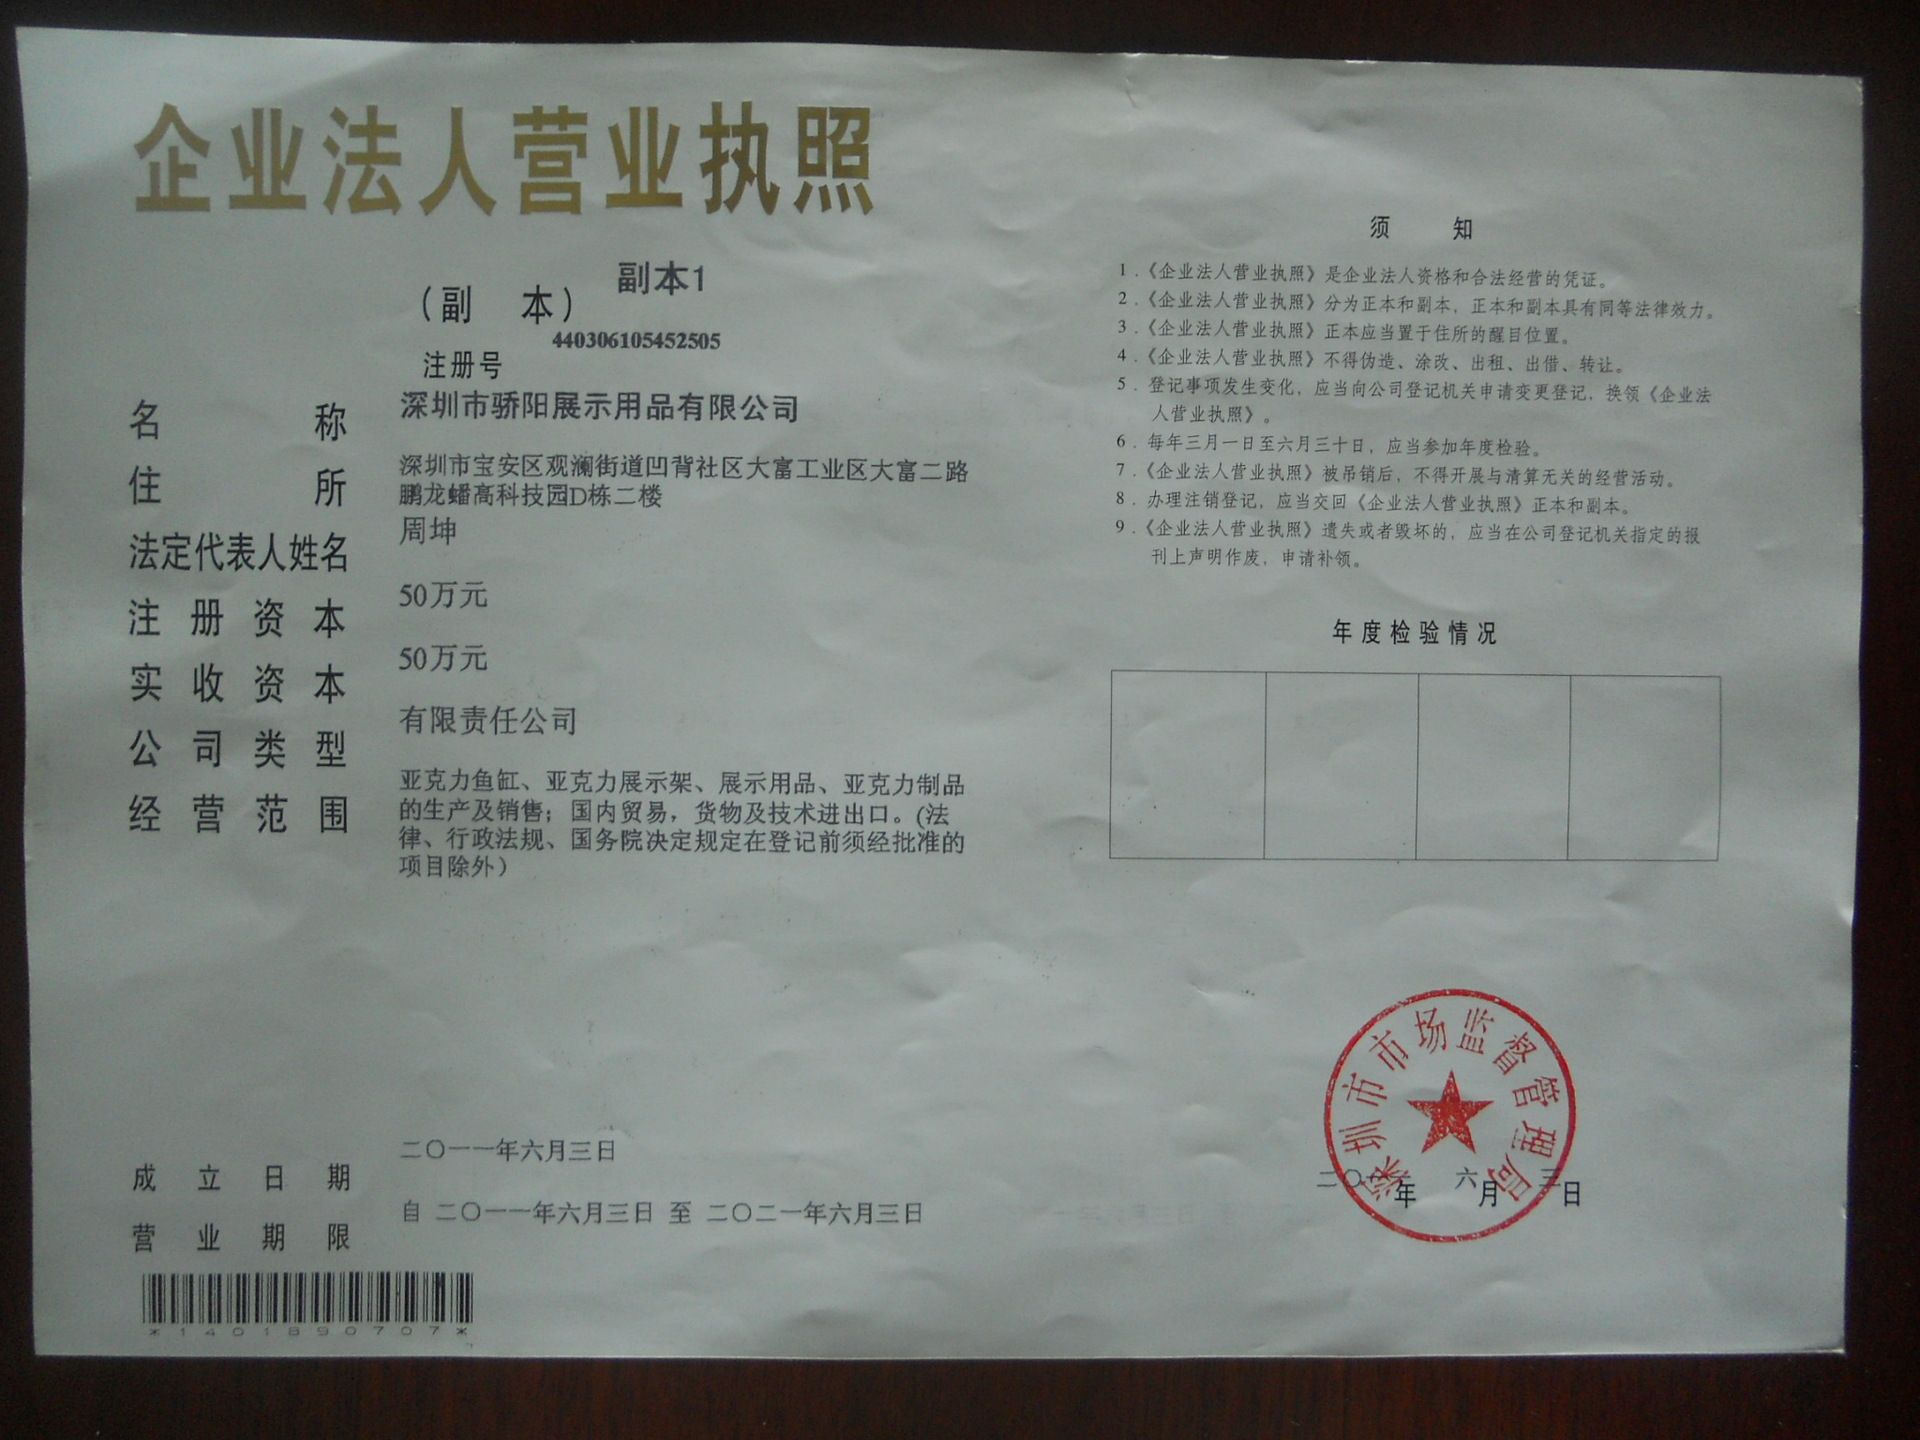 企业法人营业执照
(副 本) 副本1
440306105452505
注册号
名称 深圳市骄阳展示用品有限公司
住所 深圳市宝安区观澜街道凹背社区大富工业区大富二路
鹏龙蟠高科技园D栋二楼
法定代表人姓名 周坤
注册资本 50万元
实收资本 50万元
公司类型 有限责任公司
经营范围 亚克力鱼缸、亚克力展示架、展示用品、亚克力制品
的生产及销售；国内贸易，货物及技术进出口。(法
律、行政法规、国务院决定规定在登记前须经批准的
项目除外）
成立日期 二〇一一年六月三日
营业期限 自 二〇一一年六月三日 至 二〇二一年六月三日
*1401890707*
须 知
1．《企业法人营业执照》是企业法人资格和合法经营的凭证。
2．《企业法人营业执照》分为正本和副本，正本和副本具有同等法律效力。
3．《企业法人营业执照》正本应当置于住所的醒目位置。
4．《企业法人营业执照》不得伪造、涂改、出租、出借、转让。
5．登记事项发生变化，应当向公司登记机关申请变更登记，换领《企业法
人营业执照》。
6．每年三月一日至六月三十日，应当参加年度检验。
7．《企业法人营业执照》被吊销后，不得开展与清算无关的经营活动。
8．办理注销登记，应当交回《企业法人营业执照》正本和副本。
9．《企业法人营业执照》遗失或者毁坏的，应当在公司登记机关指定的报
刊上声明作废，申请补领。
年度检验情况
深圳市市场监督管理局
二〇一一年 六月 三日